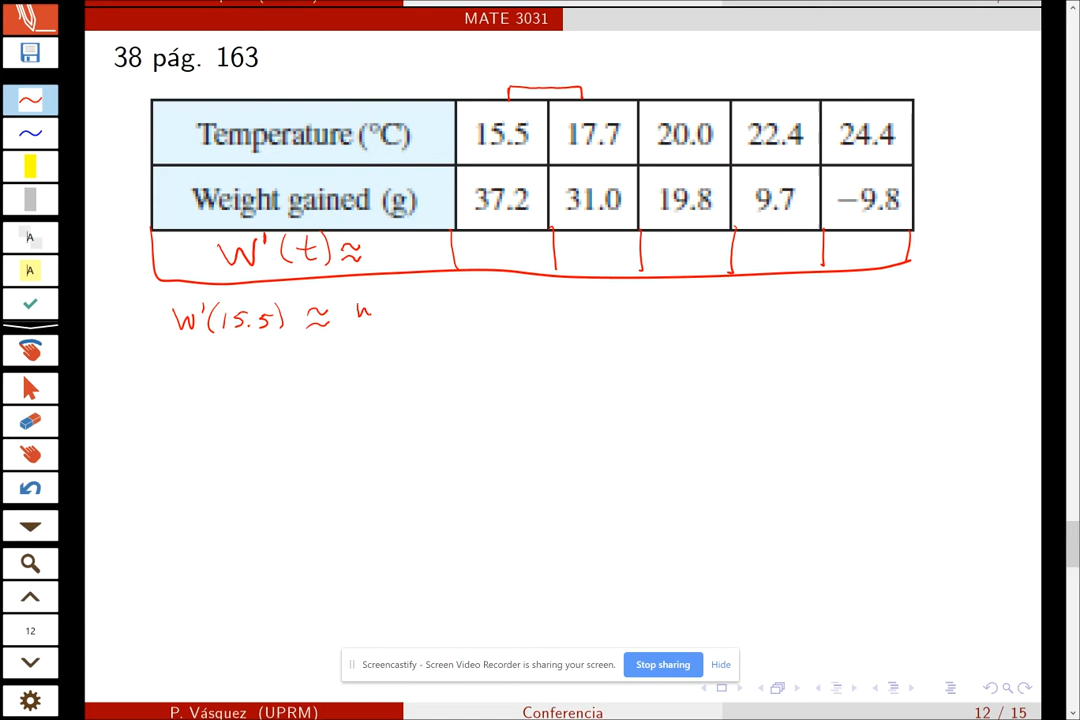 MATE 3031
38 pág. 163
Temperature (°C) 15.5 17.7 20.0 22.4 24.4
Weight gained (g) 37.2 31.0 19.8 9.7 −9.8
W'(t) ≈
W'(15.5) ≈
A
A
12
Screencastify - Screen Video Recorder is sharing your screen. Stop sharing Hide
P. Vásquez (UPRM) Conferencia 12 / 15